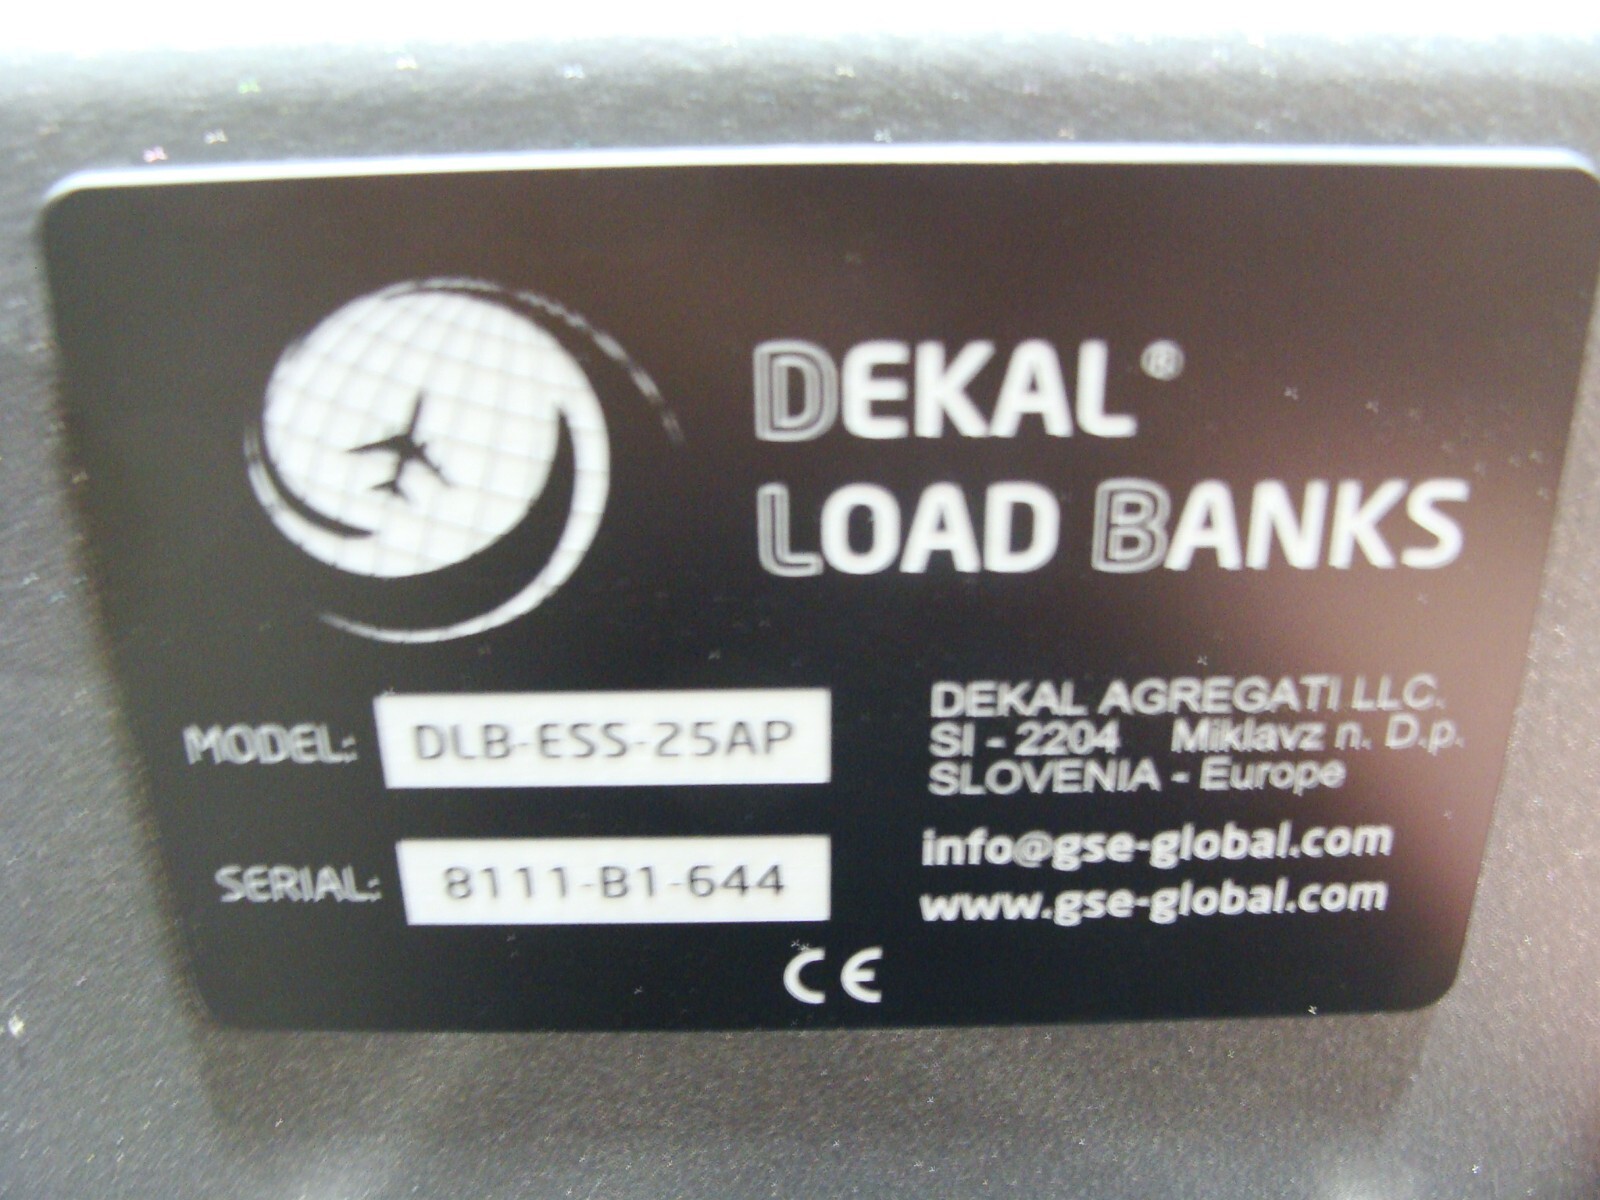 DEKAL®
LOAD BANKS
MODEL: DLB-ESS-25AP
SERIAL: 8111-B1-644
DEKAL AGREGATI LLC.
SI - 2204 Miklavz n. D.p.
SLOVENIA - Europe
info@gse-global.com
www.gse-global.com
CE